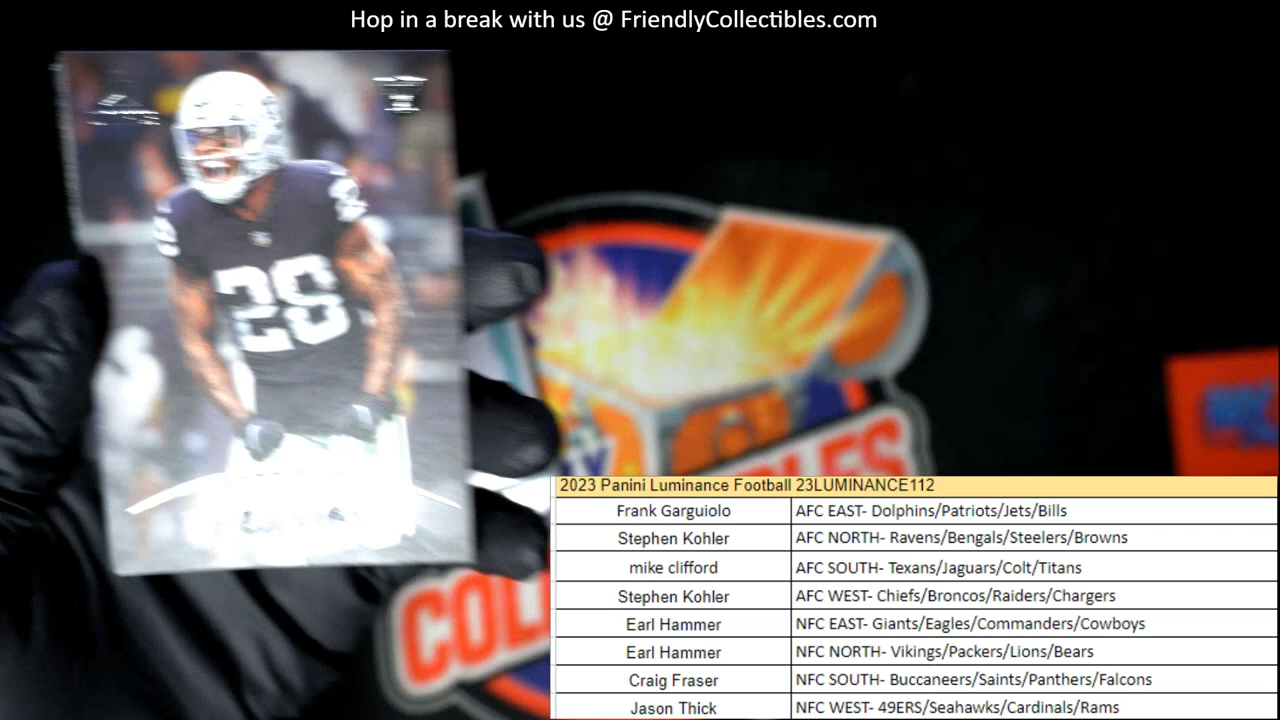 Hop in a break with us @ FriendlyCollectibles.com
28
2023 Panini Luminance Football 23LUMINANCE112
Frank Garguiolo AFC EAST- Dolphins/Patriots/Jets/Bills
Stephen Kohler AFC NORTH- Ravens/Bengals/Steelers/Browns
mike clifford AFC SOUTH- Texans/Jaguars/Colt/Titans
Stephen Kohler AFC WEST- Chiefs/Broncos/Raiders/Chargers
Earl Hammer NFC EAST- Giants/Eagles/Commanders/Cowboys
Earl Hammer NFC NORTH- Vikings/Packers/Lions/Bears
Craig Fraser NFC SOUTH- Buccaneers/Saints/Panthers/Falcons
Jason Thick NFC WEST- 49ERS/Seahawks/Cardinals/Rams